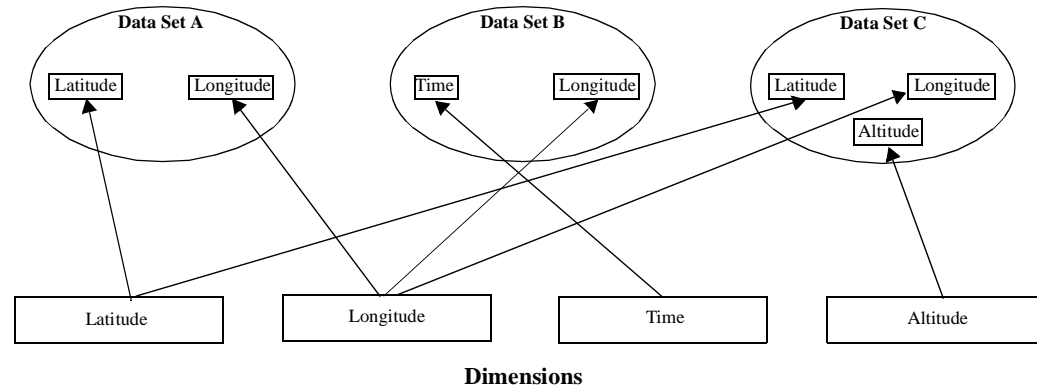 Data Set A
Data Set B
Data Set C
Latitude
Longitude
Time
Longitude
Latitude
Longitude
Altitude
Latitude
Longitude
Time
Altitude
Dimensions